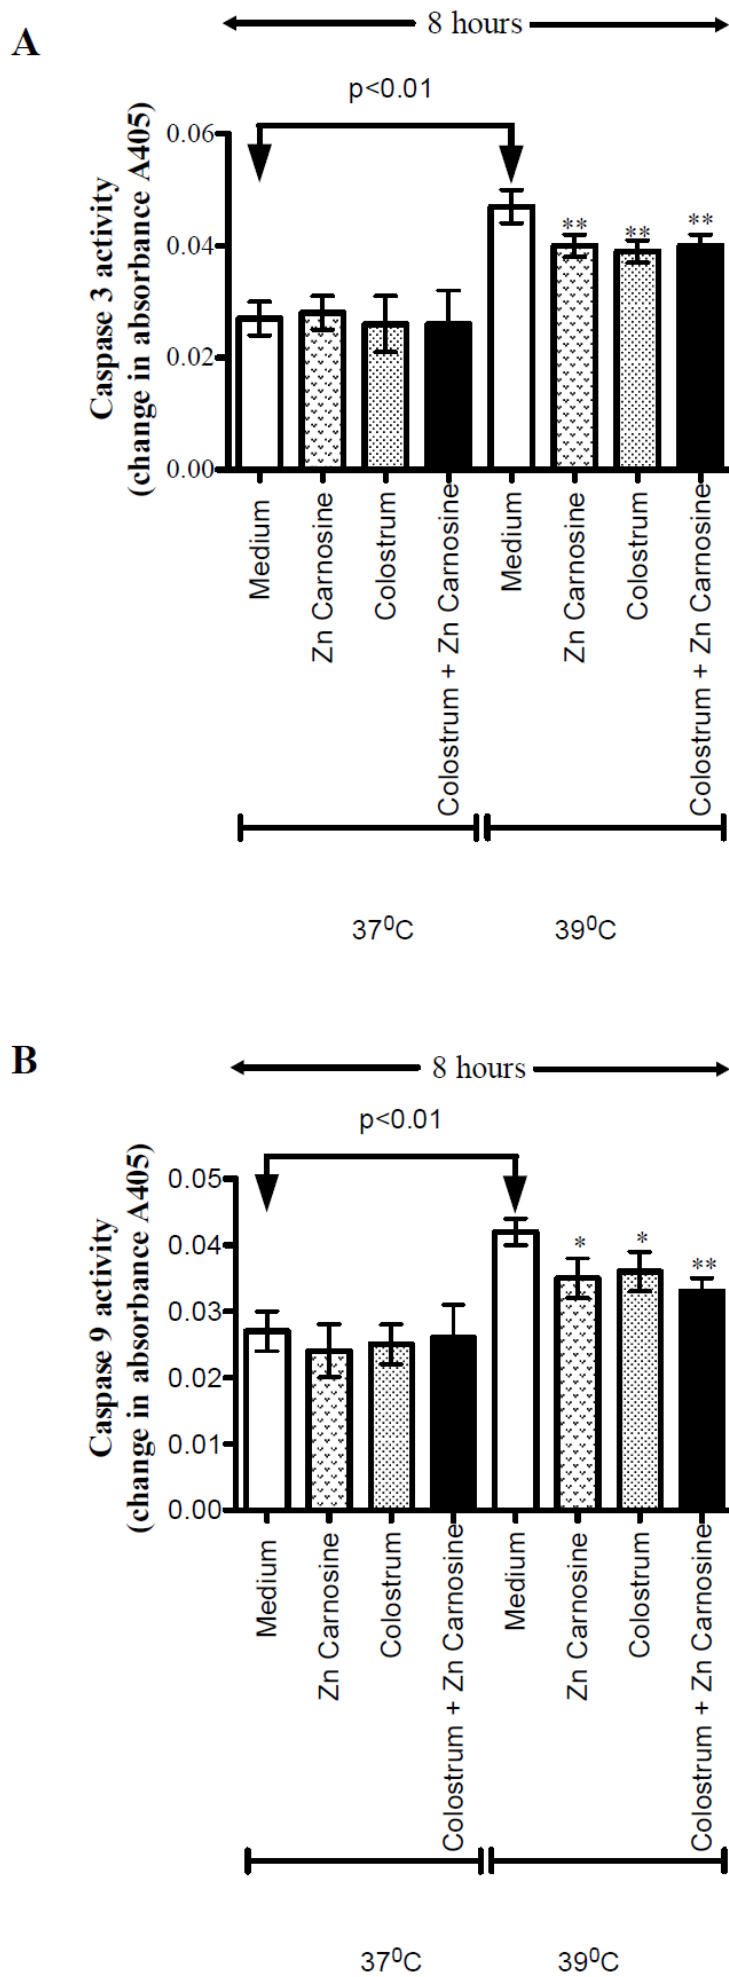 A
8 hours
p<0.01
Caspase 3 activity
(change in absorbance A405)
0.06
0.04
0.02
0.00
**
**
**
Medium
Zn Carnosine
Colostrum
Colostrum + Zn Carnosine
Medium
Zn Carnosine
Colostrum
Colostrum + Zn Carnosine
37⁰C
39⁰C
B
8 hours
p<0.01
Caspase 9 activity
(change in absorbance A405)
0.05
0.04
0.03
0.02
0.01
0.00
*
*
**
Medium
Zn Carnosine
Colostrum
Colostrum + Zn Carnosine
Medium
Zn Carnosine
Colostrum
Colostrum + Zn Carnosine
37⁰C
39⁰C